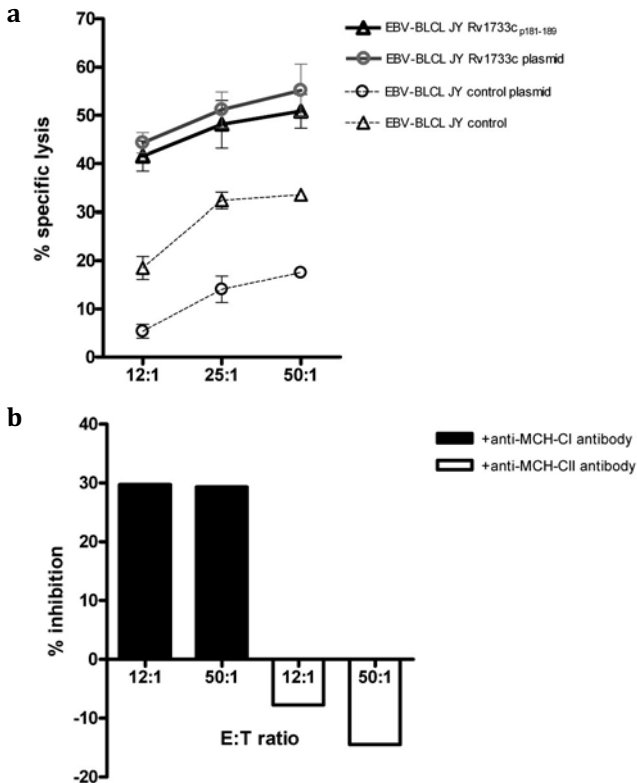 a
% specific lysis
70
60
50
40
30
20
10
0
12:1 25:1 50:1
EBV-BLCL JY Rv1733c p181-189
EBV-BLCL JY Rv1733c plasmid
EBV-BLCL JY control plasmid
EBV-BLCL JY control
b
% inhibition
40
30
20
10
0
-10
-20
12:1 50:1 12:1 50:1
E:T ratio
+anti-MCH-CI antibody
+anti-MCH-CII antibody